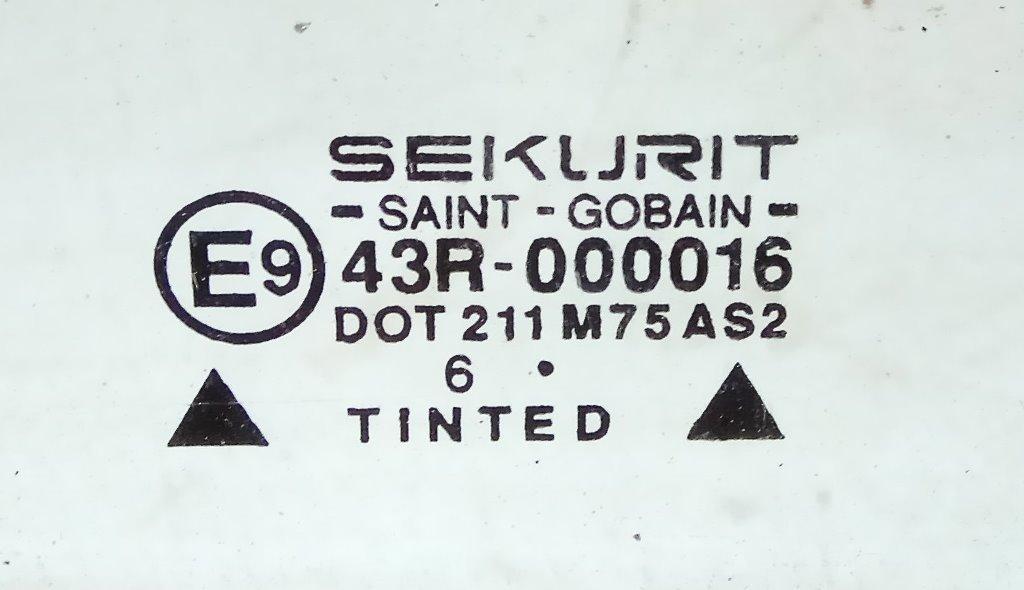 SEKURIT
- SAINT - GOBAIN -
E9
43R-000016
DOT 211 M75 AS2
6 •
TINTED